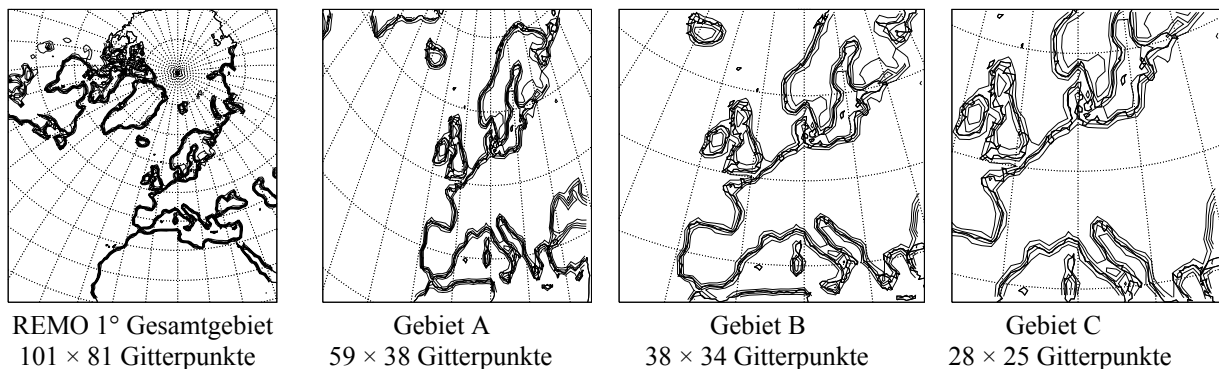 REMO 1° Gesamtgebiet
101 × 81 Gitterpunkte
Gebiet A
59 × 38 Gitterpunkte
Gebiet B
38 × 34 Gitterpunkte
Gebiet C
28 × 25 Gitterpunkte